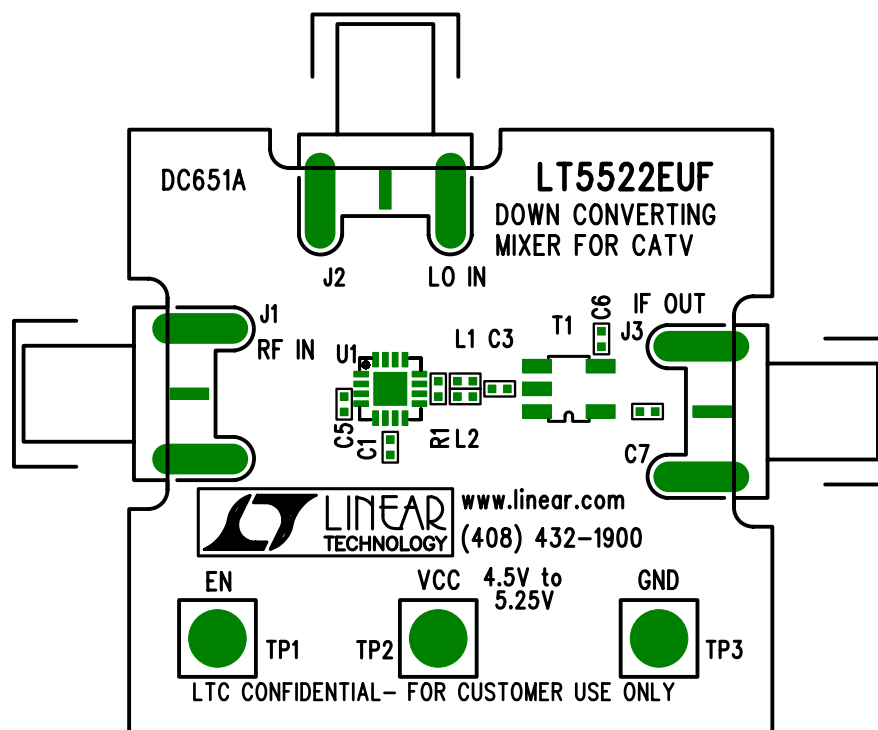 DC651A
LT5522EUF
DOWN CONVERTING
MIXER FOR CATV
J2
LO IN
J1
RF IN
IF OUT
C6
J3
T1
L1 C3
U1
C5
C1
R1
L2
C7
LINEAR
TECHNOLOGY
www.linear.com
(408) 432-1900
EN
VCC
4.5V to
5.25V
GND
TP1
TP2
TP3
LTC CONFIDENTIAL- FOR CUSTOMER USE ONLY